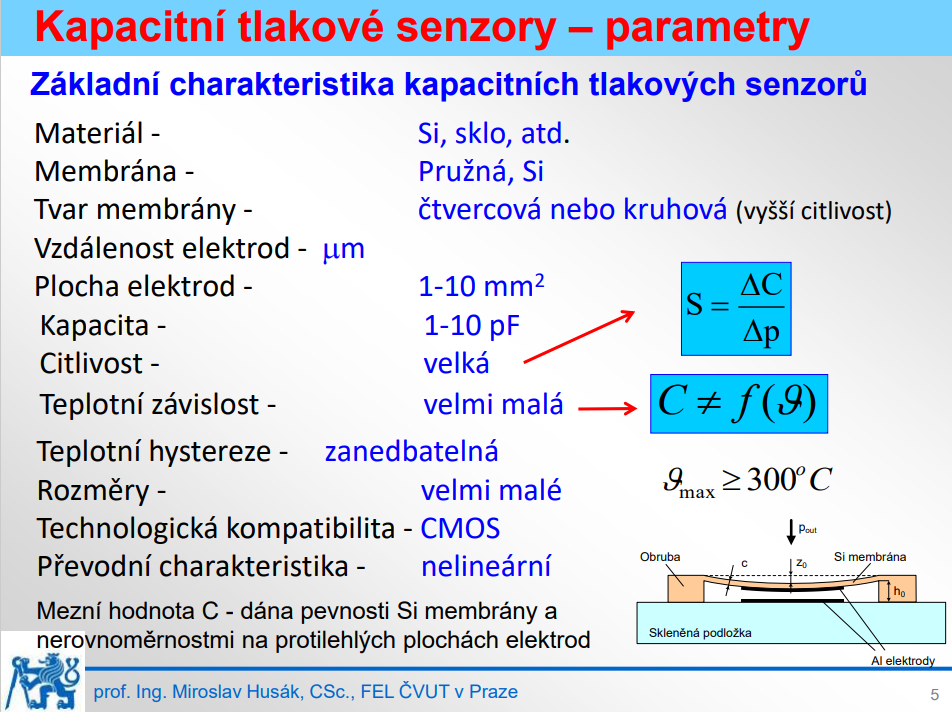 Kapacitní tlakové senzory – parametry
Základní charakteristika kapacitních tlakových senzorů
Materiál - Si, sklo, atd.
Membrána - Pružná, Si
Tvar membrány - čtvercová nebo kruhová (vyšší citlivost)
Vzdálenost elektrod - μm
Plocha elektrod - 1-10 mm²
Kapacita - 1-10 pF
Citlivost - velká
S = ΔC / Δp
Teplotní závislost - velmi malá
C ≠ f(ϑ)
Teplotní hystereze - zanedbatelná
Rozměry - velmi malé
ϑmax ≥ 300°C
Technologická kompatibilita - CMOS
Převodní charakteristika - nelineární
Mezní hodnota C - dána pevnosti Si membrány a
nerovnoměrnostmi na protilehlých plochách elektrod
pout
Obruba
c
z0
Si membrána
h0
Skleněná podložka
Al elektrody
prof. Ing. Miroslav Husák, CSc., FEL ČVUT v Praze
5